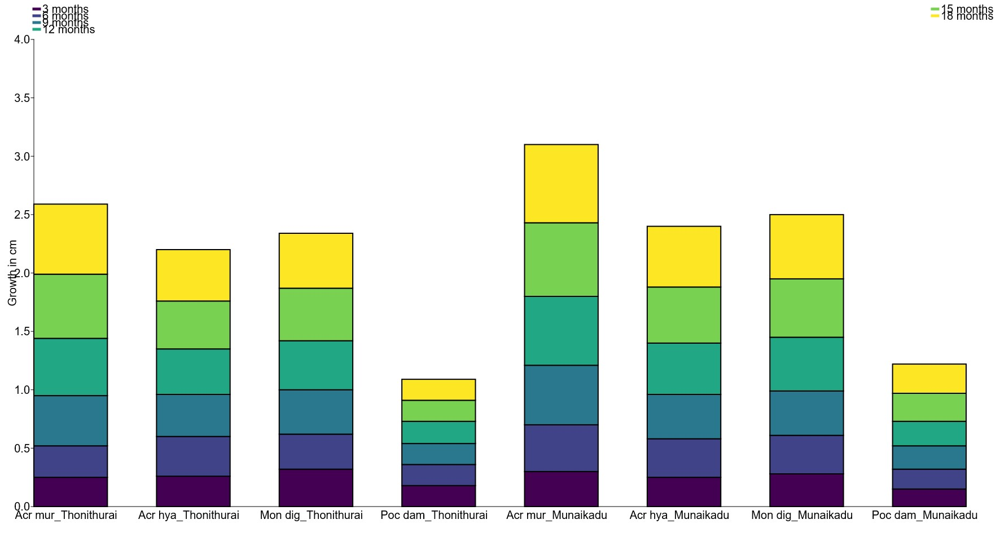 3 months
6 months
9 months
12 months
15 months
18 months
4.0
3.5
3.0
2.5
2.0
1.5
1.0
0.5
0.0
Growth in cm
Acr mur_Thonithurai
Acr hya_Thonithurai
Mon dig_Thonithurai
Poc dam_Thonithurai
Acr mur_Munaikadu
Acr hya_Munaikadu
Mon dig_Munaikadu
Poc dam_Munaikadu